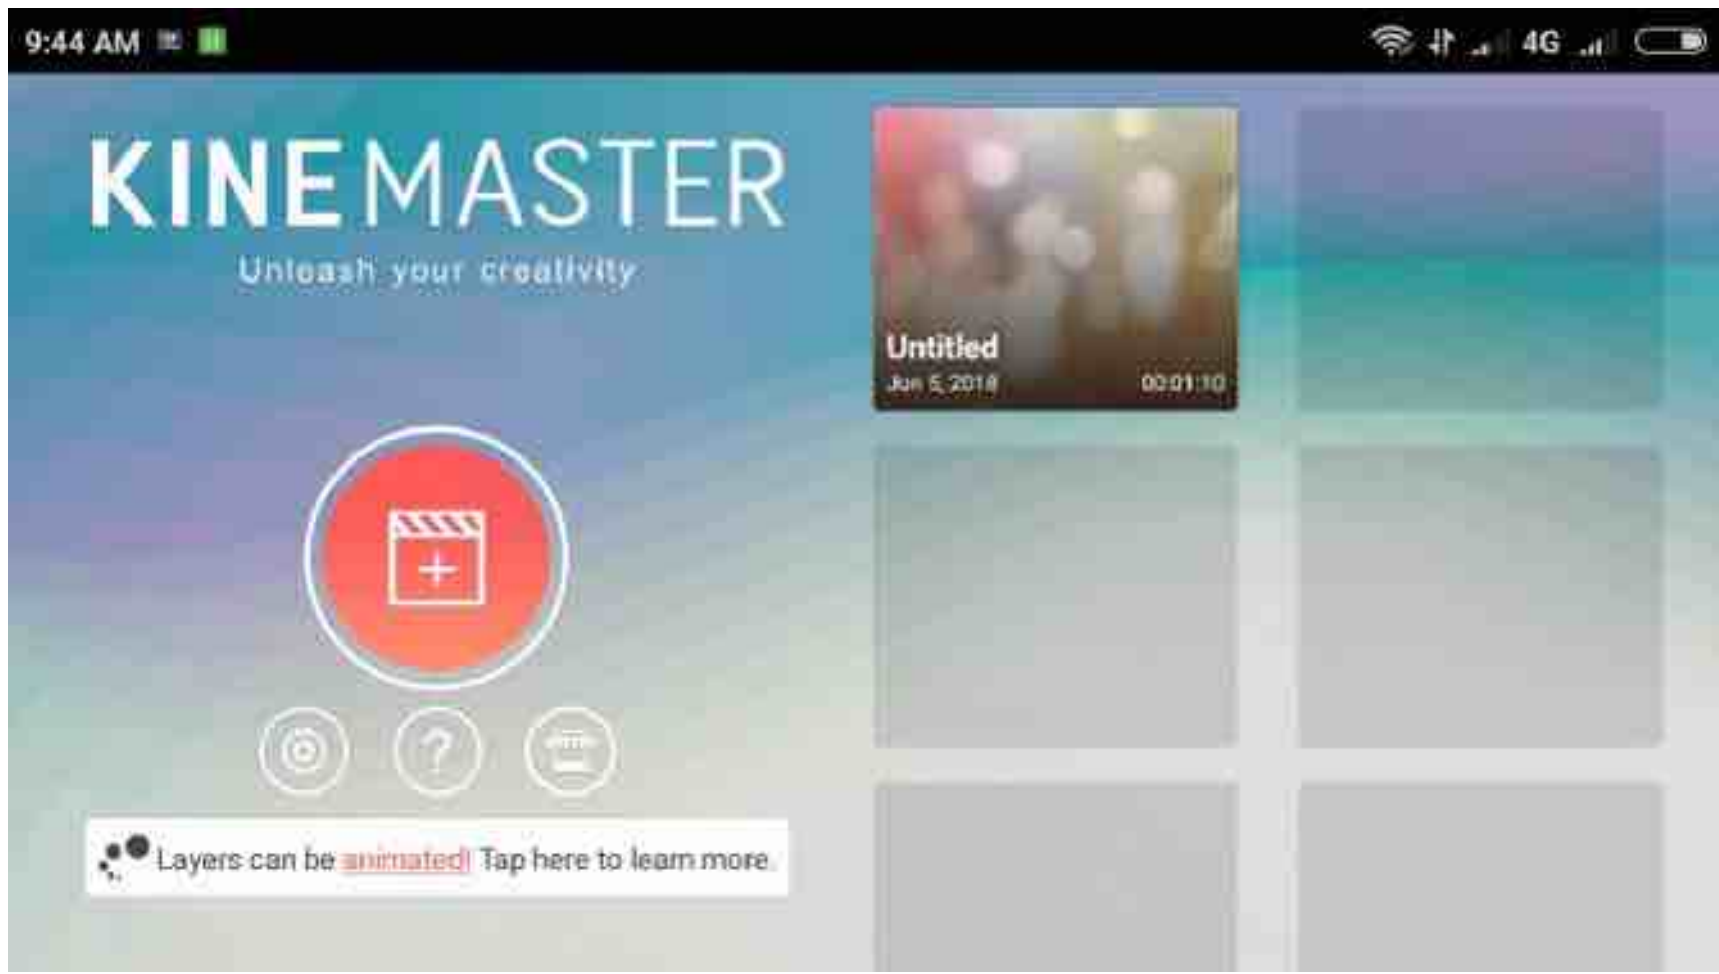 9:44 AM
4G
KINEMASTER
Unleash your creativity
Untitled
Jun 5, 2018
00:01:10
Layers can be animated! Tap here to learn more.